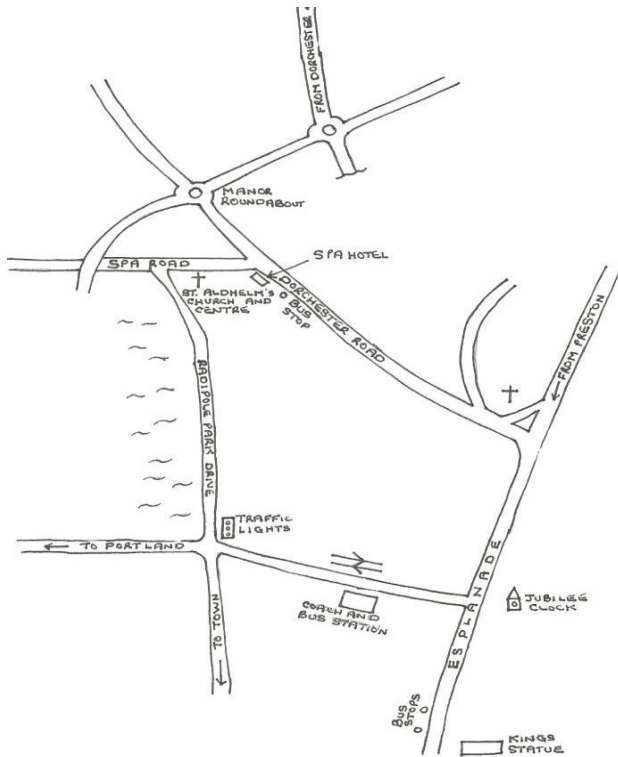 FROM DORCHESTER
MANOR
ROUNDABOUT
SPA ROAD
SPA HOTEL
ST. ALDHELM'S
CHURCH AND
CENTRE
BUS
STOP
DORCHESTER ROAD
FROM PRESTON
RADIPOLE PARK DRIVE
TRAFFIC
LIGHTS
TO PORTLAND
TO TOWN
COACH AND
BUS STATION
ESPLANADE
JUBILEE
CLOCK
BUS
STOPS
KINGS
STATUE